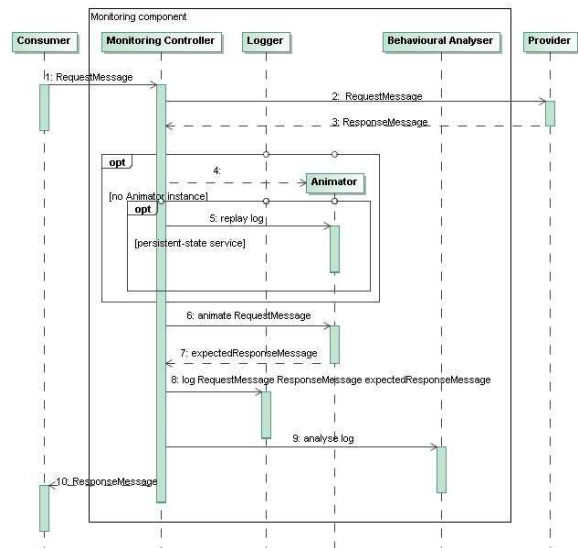 Monitoring component
Consumer
Monitoring Controller
Logger
Behavioural Analyser
Provider
1: RequestMessage
2: RequestMessage
3: ResponseMessage
opt
4:
Animator
[no Animator instance]
opt
5: replay log
[persistent-state service]
6: animate RequestMessage
7: expectedResponseMessage
8: log RequestMessage ResponseMessage expectedResponseMessage
9: analyse log
10: ResponseMessage